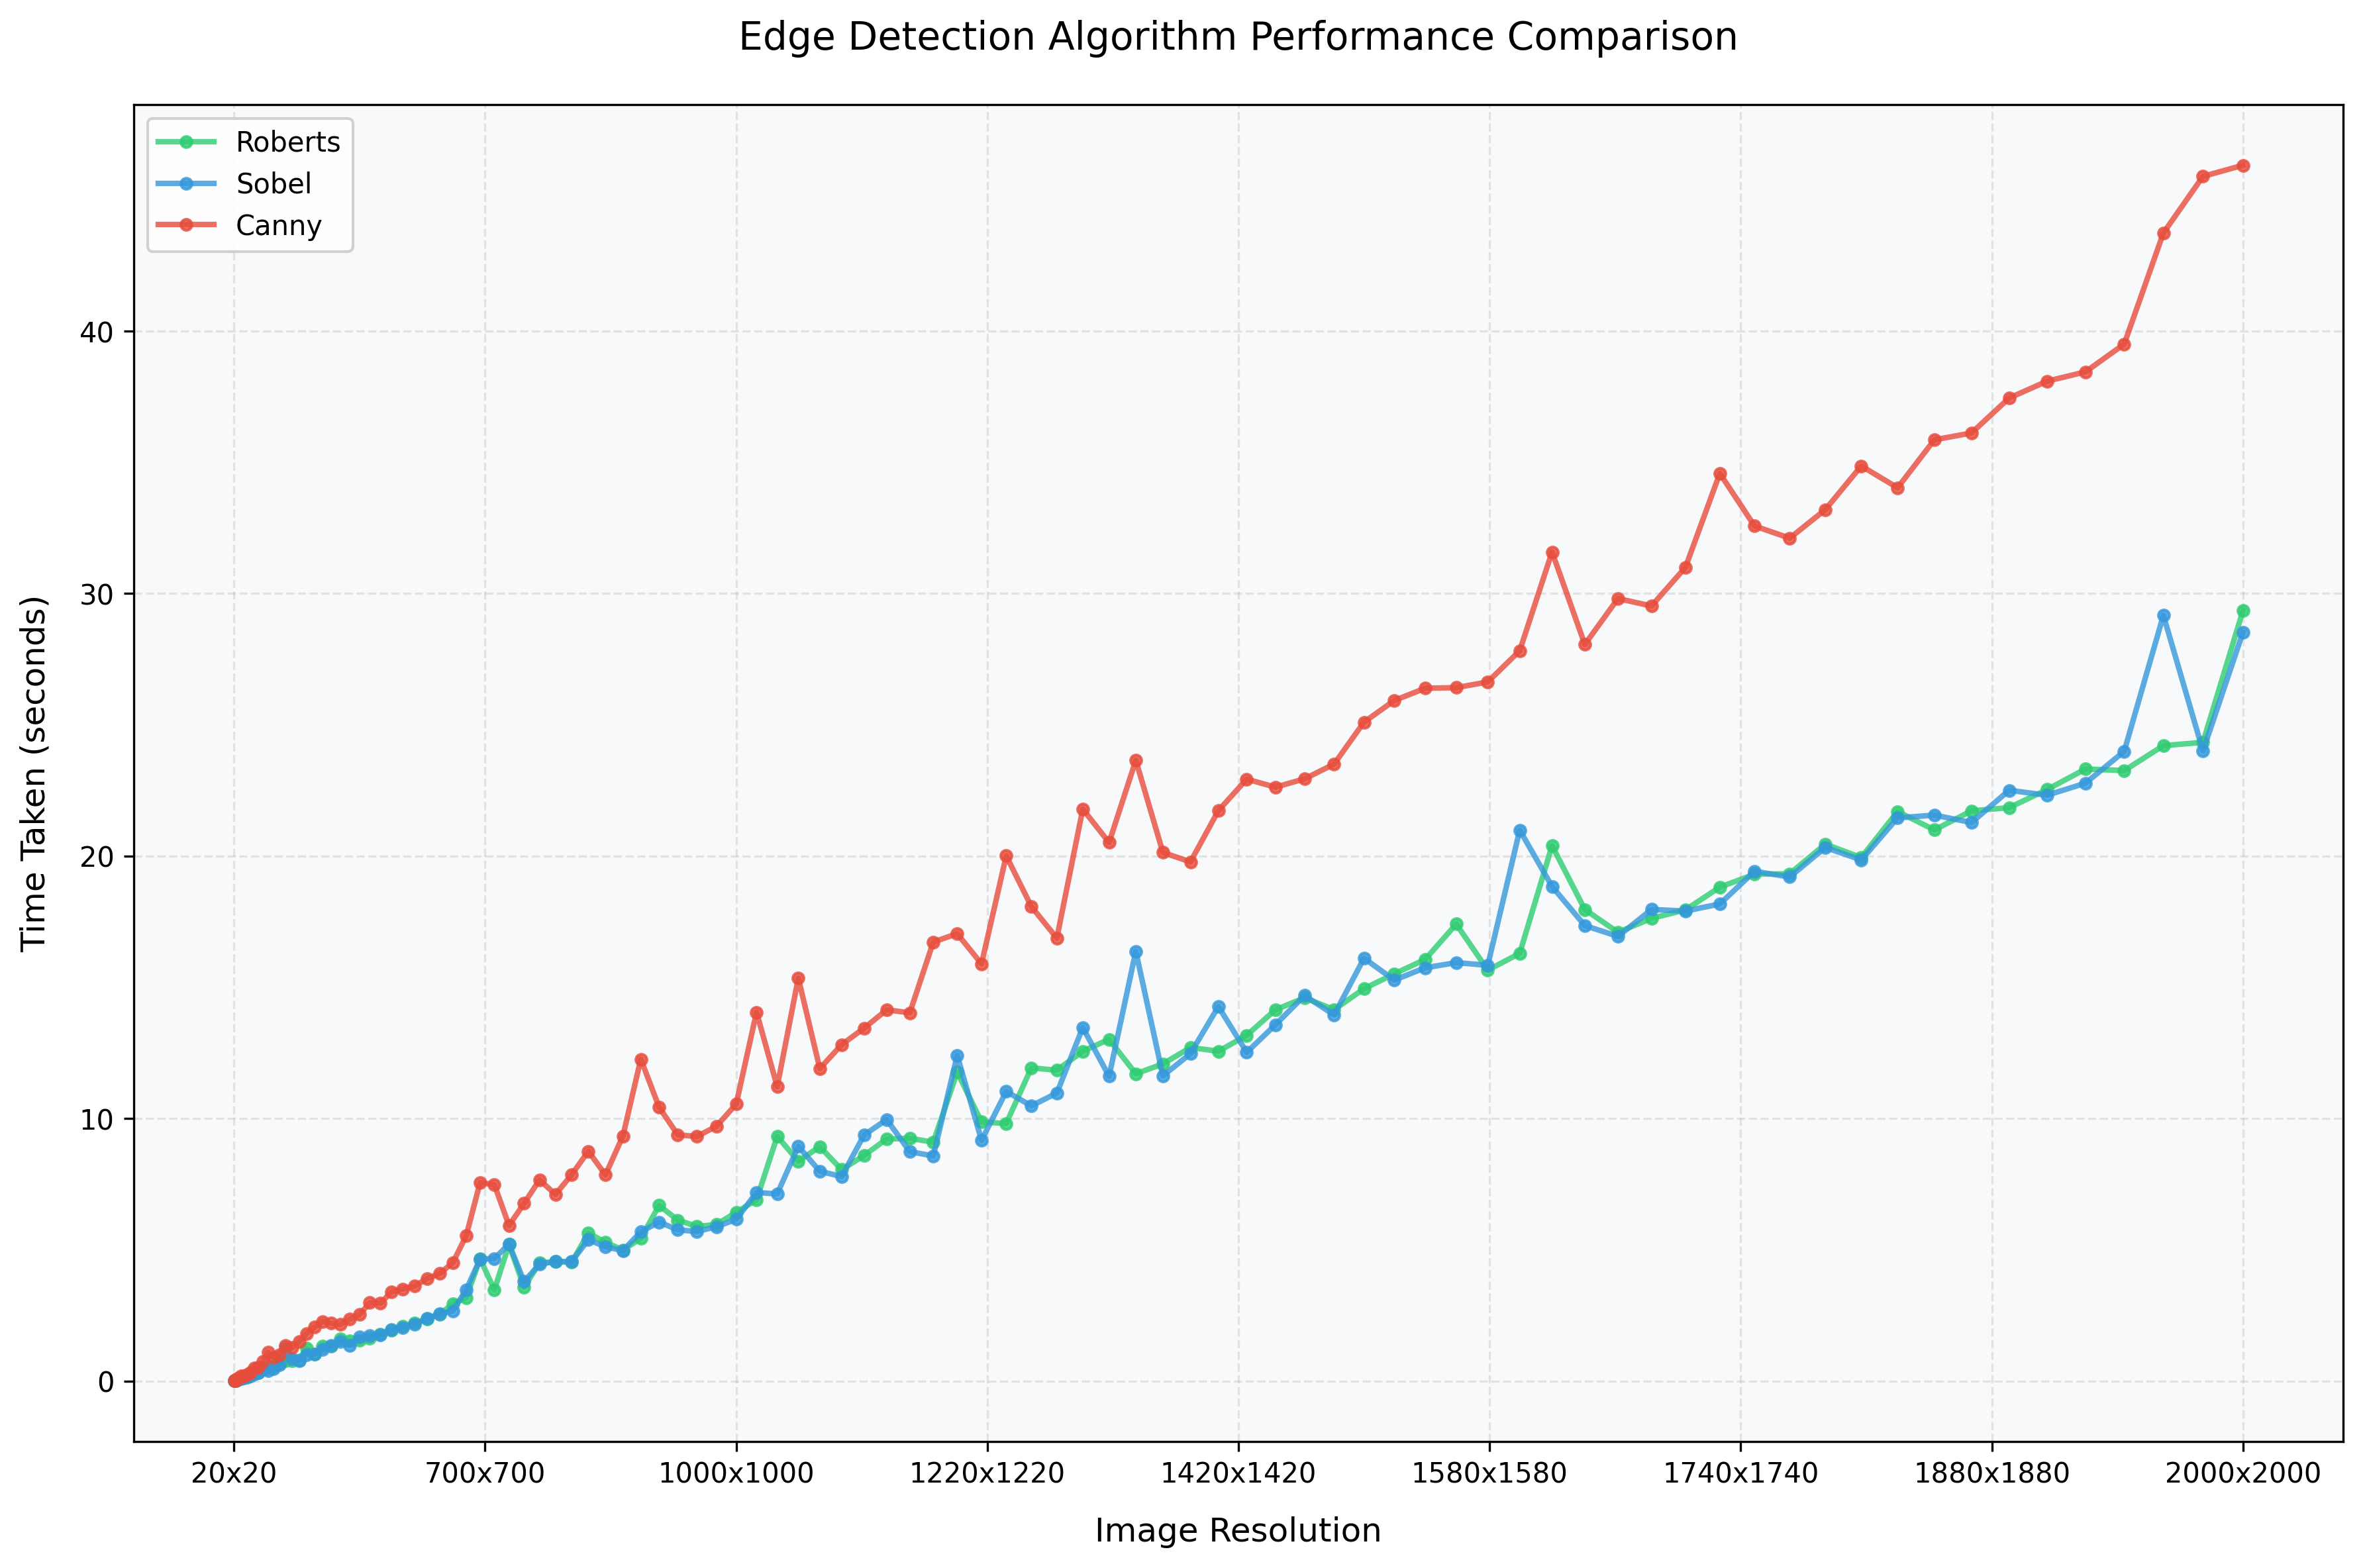 Edge Detection Algorithm Performance Comparison
Roberts
Sobel
Canny
Time Taken (seconds)
40
30
20
10
0
20x20 700x700 1000x1000 1220x1220 1420x1420 1580x1580 1740x1740 1880x1880 2000x2000
Image Resolution